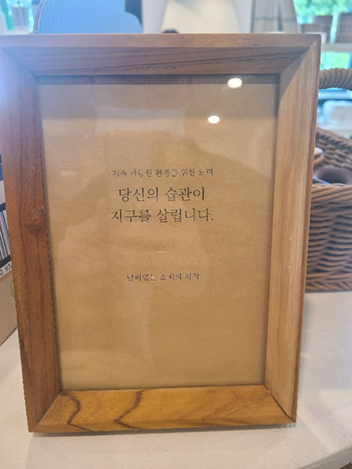 지속 가능한 환경을 위한 노력
당신의 습관이
지구를 살립니다.
낭비없는 소비의 시작